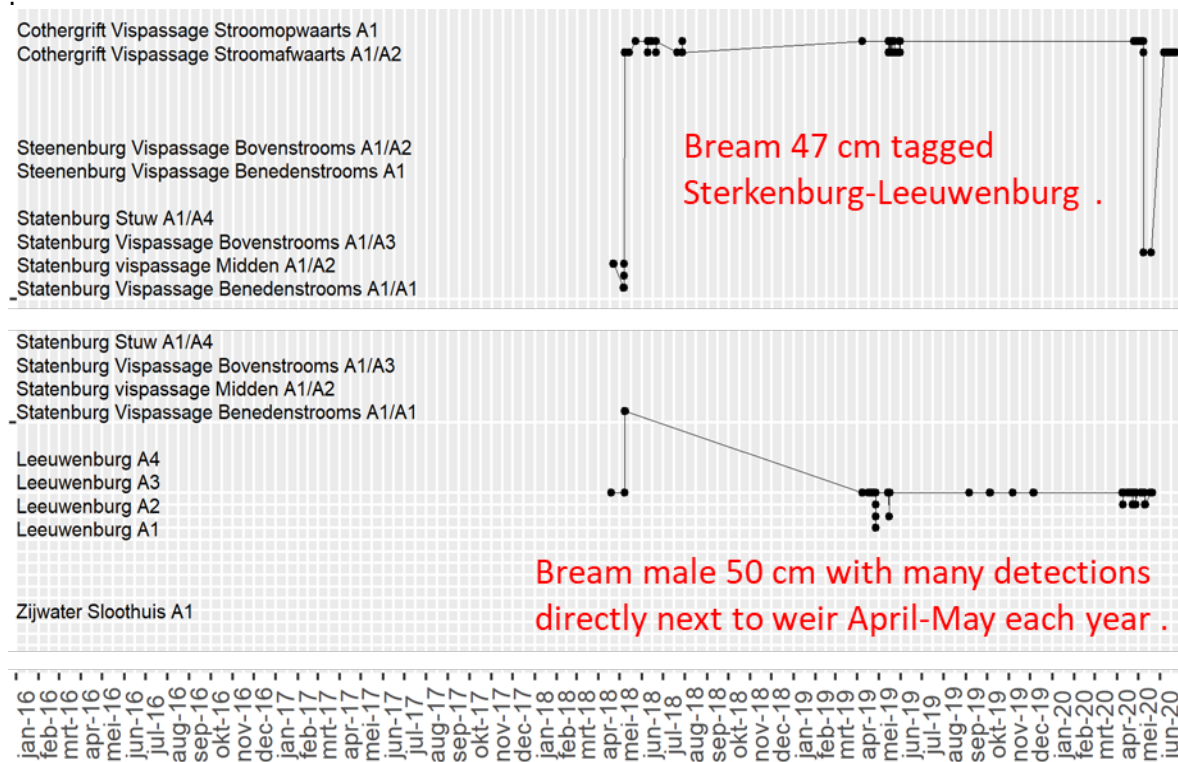 Cothergrift Vispassage Stroomopwaarts A1
Cothergrift Vispassage Stroomafwaarts A1/A2
Steenenburg Vispassage Bovenstrooms A1/A2
Steenenburg Vispassage Benedenstrooms A1
Bream 47 cm tagged
Sterkenburg-Leeuwenburg .
Statenburg Stuw A1/A4
Statenburg Vispassage Bovenstrooms A1/A3
Statenburg vispassage Midden A1/A2
Statenburg Vispassage Benedenstrooms A1/A1
Statenburg Stuw A1/A4
Statenburg Vispassage Bovenstrooms A1/A3
Statenburg vispassage Midden A1/A2
Statenburg Vispassage Benedenstrooms A1/A1
Leeuwenburg A4
Leeuwenburg A3
Leeuwenburg A2
Leeuwenburg A1
Bream male 50 cm with many detections
directly next to weir April-May each year .
Zijwater Sloothuis A1
jan-16
feb-16
mrt-16
apr-16
mei-16
jun-16
jul-16
aug-16
sep-16
okt-16
nov-16
dec-16
jan-17
feb-17
mrt-17
apr-17
mei-17
jun-17
jul-17
aug-17
sep-17
okt-17
nov-17
dec-17
jan-18
feb-18
mrt-18
apr-18
mei-18
jun-18
jul-18
aug-18
sep-18
okt-18
nov-18
dec-18
jan-19
feb-19
mrt-19
apr-19
mei-19
jun-19
jul-19
aug-19
sep-19
okt-19
nov-19
dec-19
jan-20
feb-20
mrt-20
apr-20
mei-20
jun-20